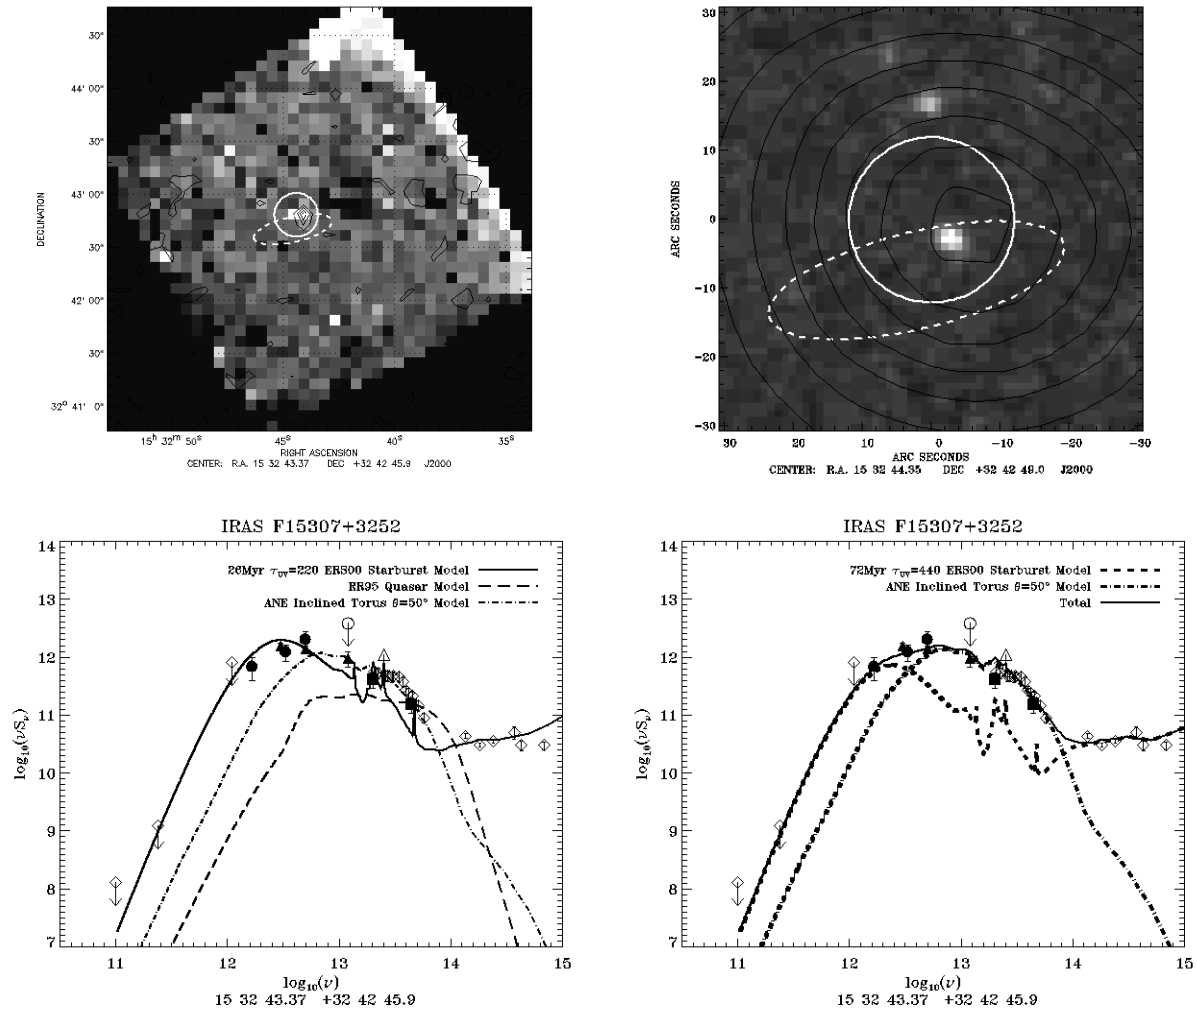 30"
44' 00"
30"
43' 00"
30"
42' 00"
30"
32° 41' 0"
DECLINATION
15ʰ 32ᵐ 50ˢ 45ˢ 40ˢ 35ˢ
RIGHT ASCENSION
CENTER: R.A. 15 32 43.37 DEC +32 42 45.9 J2000
30
20
10
0
-10
-20
-30
ARC SECONDS
30 20 10 0 -10 -20 -30
ARC SECONDS
CENTER: R.A. 15 32 44.35 DEC +32 42 48.0 J2000
IRAS F15307+3252
26Myr τUV=220 ERS00 Starburst Model
RR95 Quasar Model
ANE Inclined Torus θ=50° Model
14
13
12
11
10
9
8
7
log₁₀(νSν)
11 12 13 14 15
log₁₀(ν)
15 32 43.37 +32 42 45.9
IRAS F15307+3252
72Myr τUV=440 ERS00 Starburst Model
ANE Inclined Torus θ=50° Model
Total
14
13
12
11
10
9
8
7
log₁₀(νSν)
11 12 13 14 15
log₁₀(ν)
15 32 43.37 +32 42 45.9